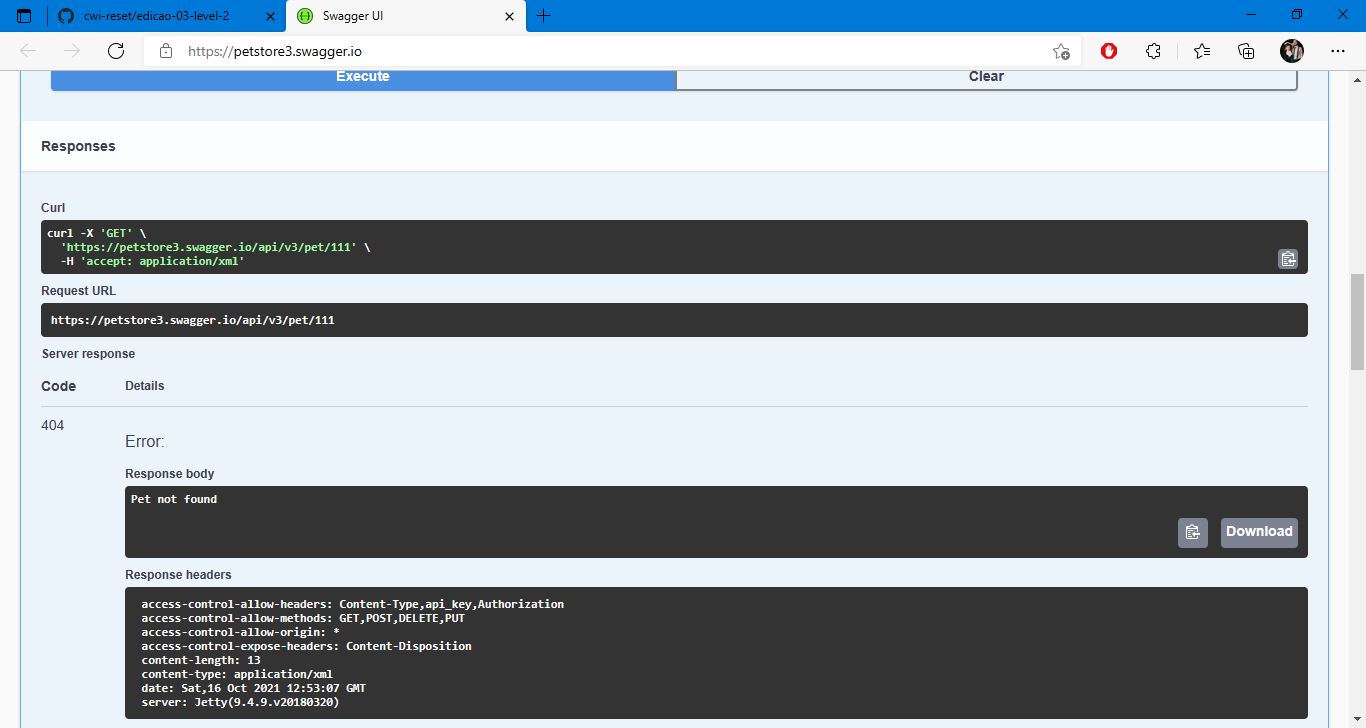 cwi-reset/edicao-03-level-2
Swagger UI
https://petstore3.swagger.io
Execute
Clear
Responses
Curl
curl -X 'GET' \
'https://petstore3.swagger.io/api/v3/pet/111' \
-H 'accept: application/xml'
Request URL
https://petstore3.swagger.io/api/v3/pet/111
Server response
Code
Details
404
Error:
Response body
Pet not found
Download
Response headers
access-control-allow-headers: Content-Type,api_key,Authorization
access-control-allow-methods: GET,POST,DELETE,PUT
access-control-allow-origin: *
access-control-expose-headers: Content-Disposition
content-length: 13
content-type: application/xml
date: Sat,16 Oct 2021 12:53:07 GMT
server: Jetty(9.4.9.v20180320)